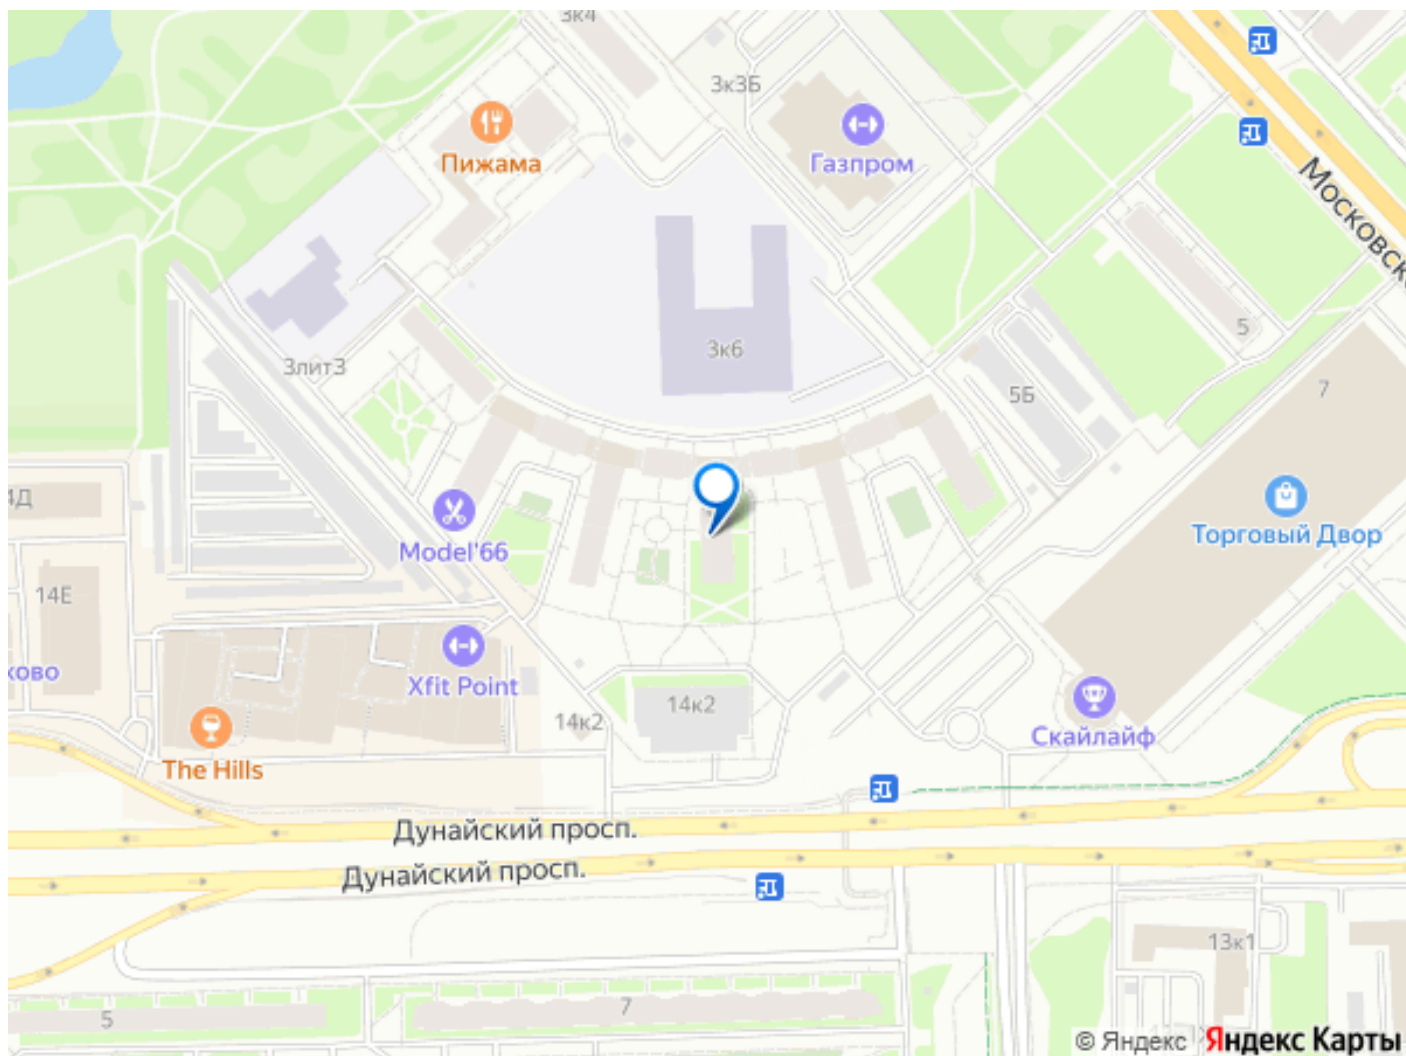 3к4
3к3Б
Пижама
Газпром
Московск
3к6
5
3литЗ
5Б
7
4Д
Model'66
Торговый Двор
14Е
ково
Xfit Point
14к2
14к2
Скайлайф
The Hills
Дунайский просп.
Дунайский просп.
13к1
7
5
© Яндекс Яндекс Карты